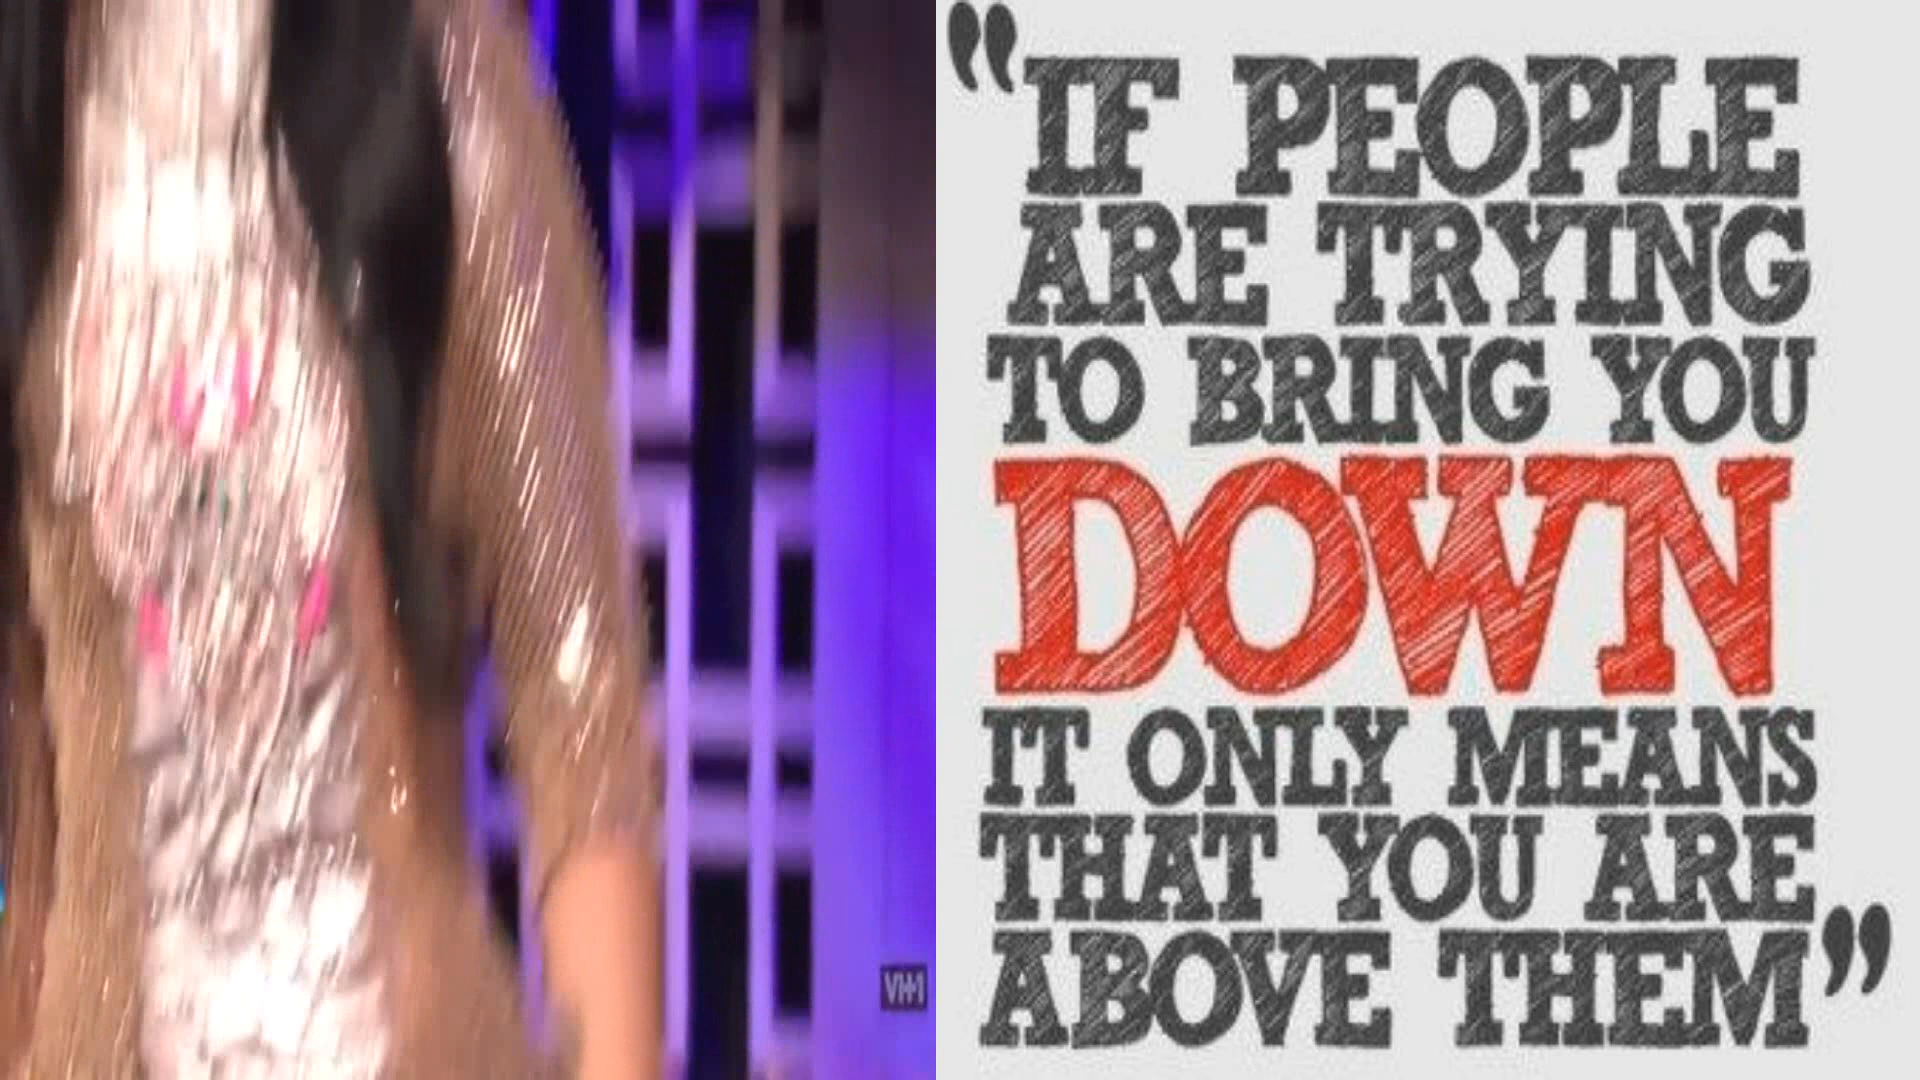 VH1
“IF PEOPLE
ARE TRYING
TO BRING YOU
DOWN
IT ONLY MEANS
THAT YOU ARE
ABOVE THEM”